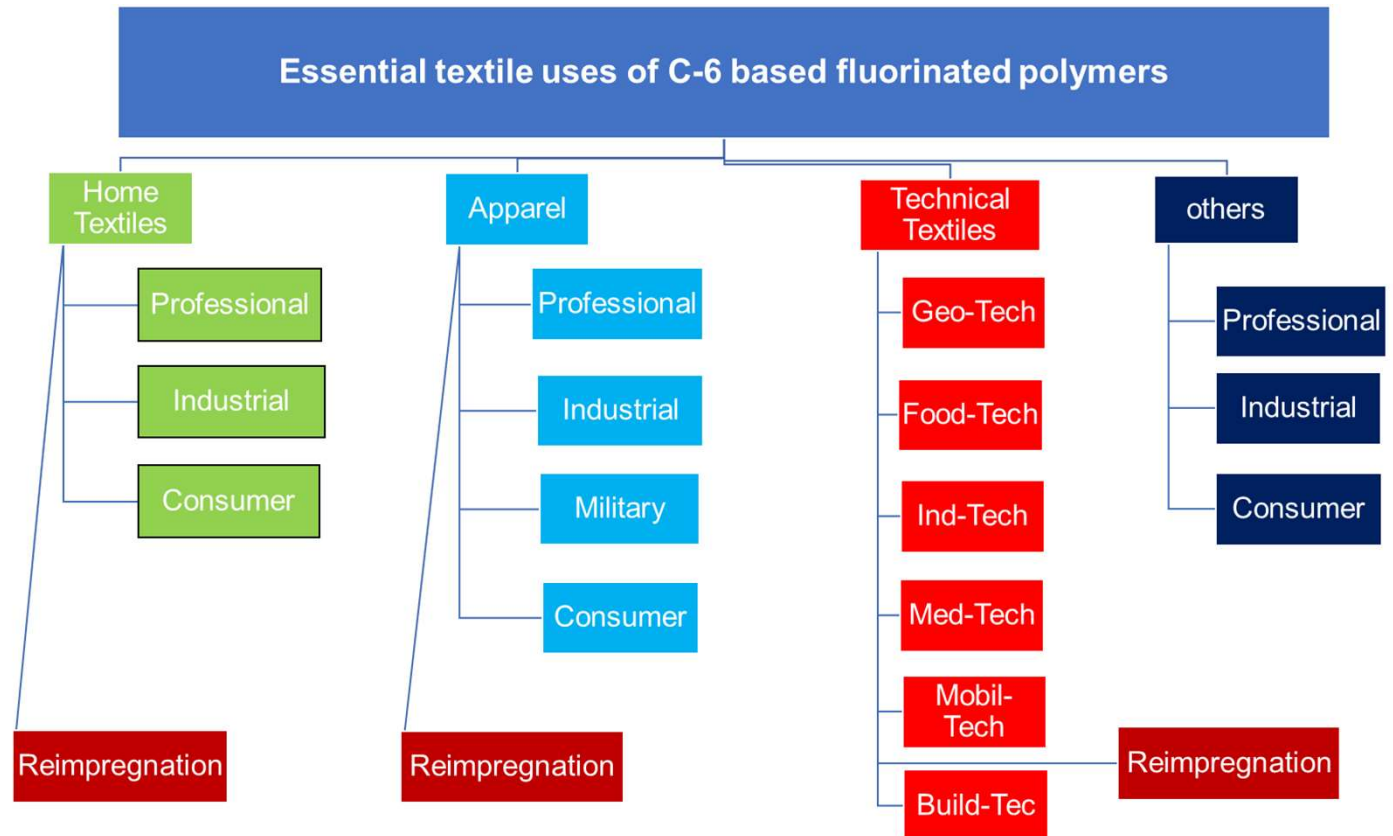 Essential textile uses of C-6 based fluorinated polymers
Home
Textiles
Professional
Industrial
Consumer
Reimpregnation
Apparel
Professional
Industrial
Military
Consumer
Reimpregnation
Technical
Textiles
Geo-Tech
Food-Tech
Ind-Tech
Med-Tech
Mobil-
Tech
Build-Tec
Reimpregnation
others
Professional
Industrial
Consumer